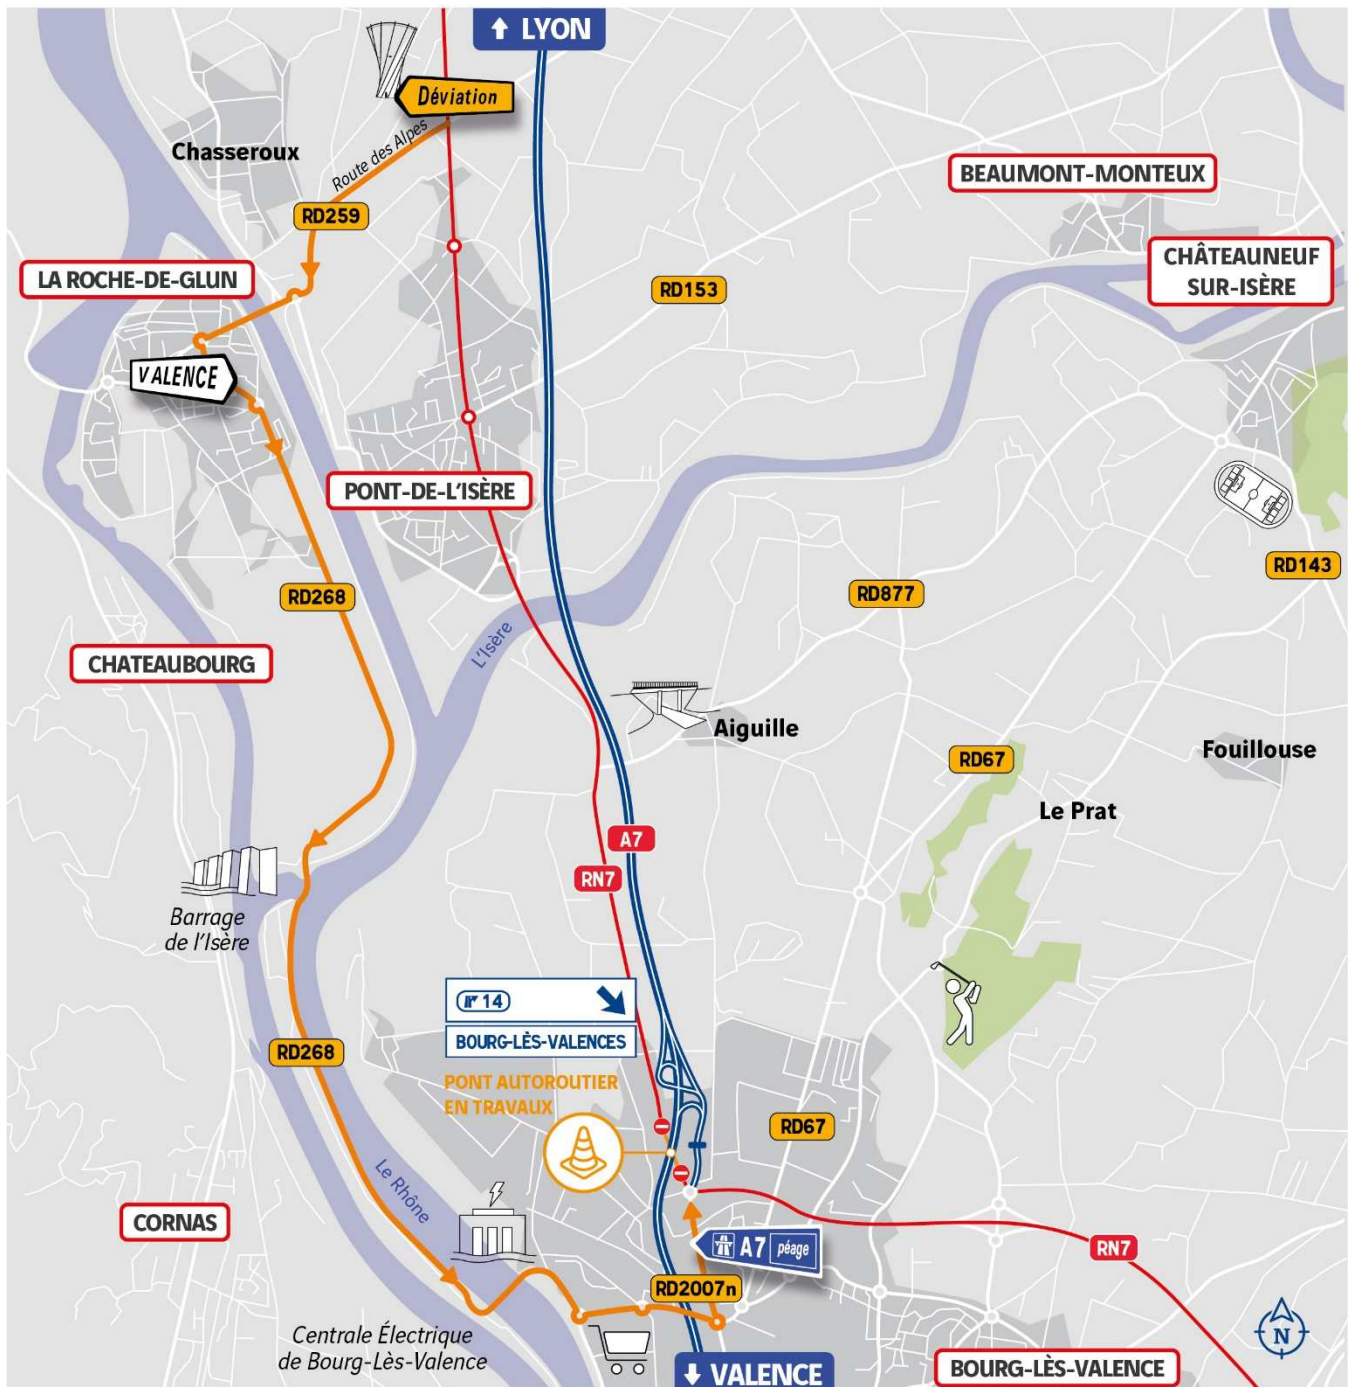 ↑ LYON
Déviation
Chasseroux
Route des Alpes
BEAUMONT-MONTEUX
RD259
CHÂTEAUNEUF
SUR-ISÈRE
LA ROCHE-DE-GLUN
RD153
VALENCE
PONT-DE-L'ISÈRE
RD143
RD268
RD877
L'Isère
CHATEAUBOURG
Aiguille
Fouillouse
RD67
Le Prat
A7
RN7
Barrage
de l'Isère
14
BOURG-LÈS-VALENCES
RD268
PONT AUTOROUTIER
EN TRAVAUX
RD67
Le Rhône
CORNAS
A7 péage
RN7
RD2007n
Centrale Électrique
de Bourg-Lès-Valence
N
↓ VALENCE
BOURG-LÈS-VALENCE